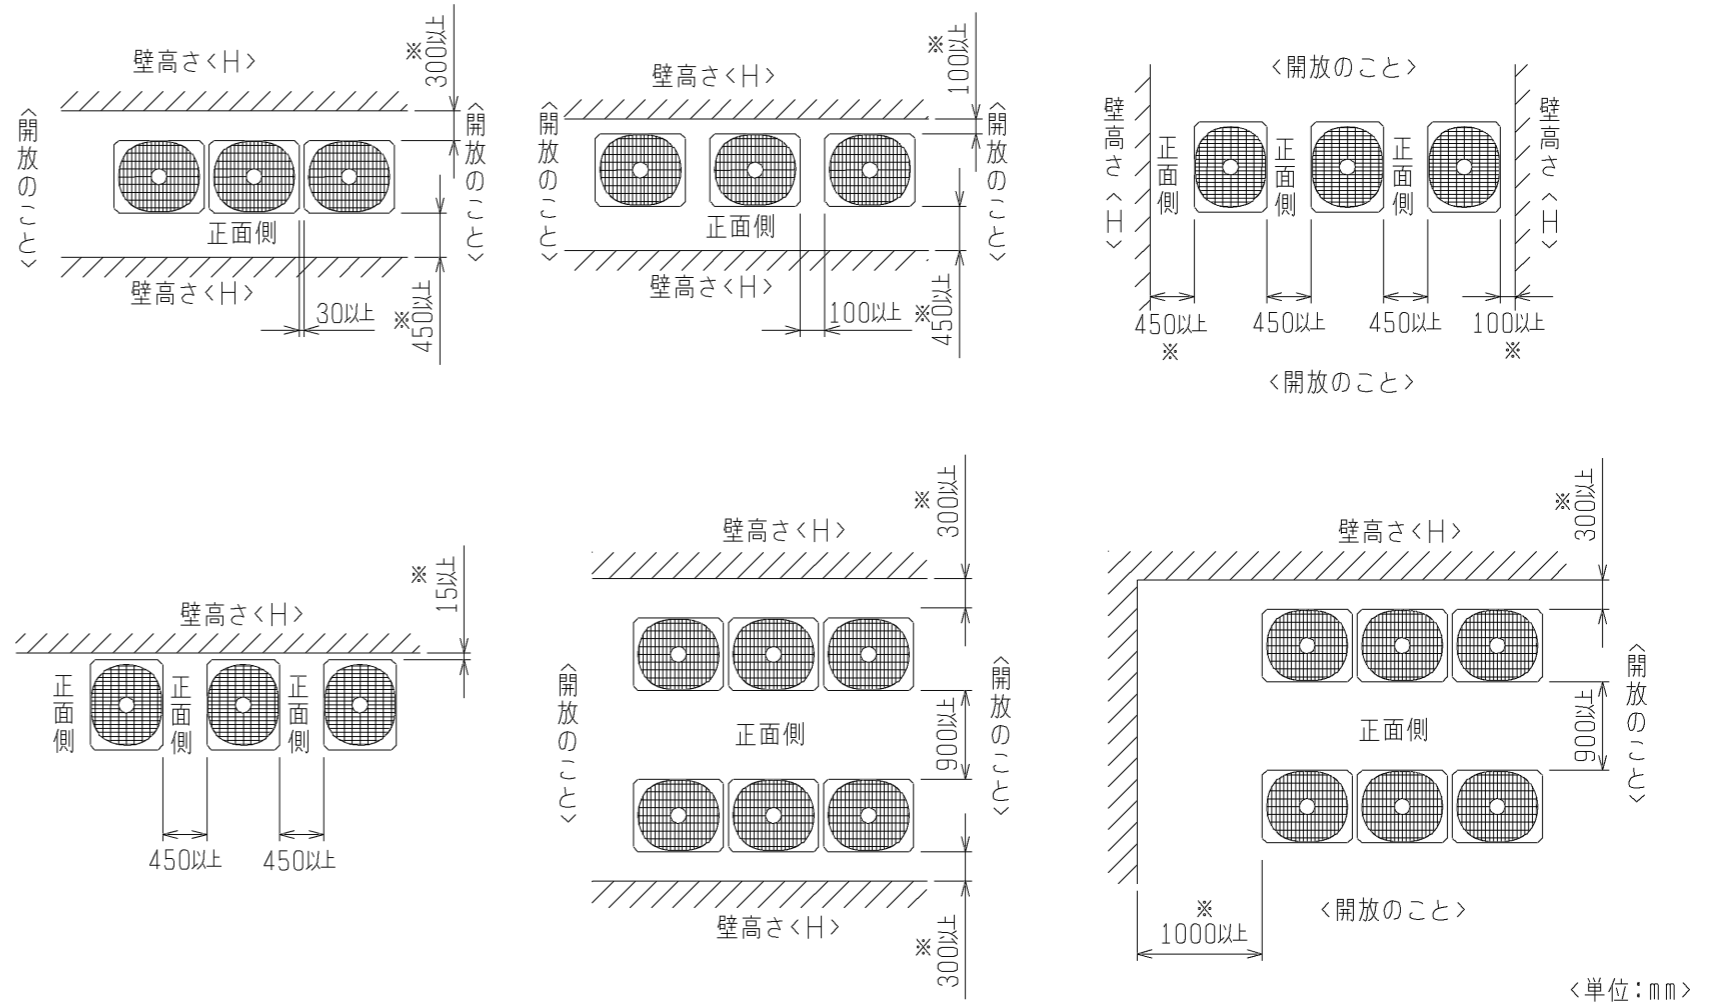 壁高さ<H>
※
300以上
<開放のこと>
<開放のこと>
正面側
壁高さ<H>
30以上
※
450以上
壁高さ<H>
※
100以上
<開放のこと>
<開放のこと>
正面側
壁高さ<H>
100以上
※
450以上
<開放のこと>
壁高さ<H>
正面側
正面側
正面側
壁高さ<H>
450以上
※
450以上
450以上
100以上
※
<開放のこと>
壁高さ<H>
※
15以上
正面側
正面側
正面側
450以上
450以上
壁高さ<H>
※
300以上
<開放のこと>
正面側
900以上
<開放のこと>
壁高さ<H>
※
300以上
壁高さ<H>
※
300以上
正面側
900以上
<開放のこと>
<開放のこと>
※
1000以上
<単位:mm>